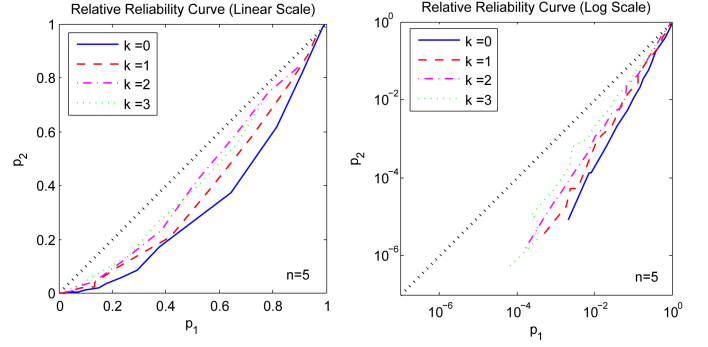 Relative Reliability Curve (Linear Scale)
1
0.8
0.6
0.4
0.2
0
0
0.2
0.4
0.6
0.8
1
p2
p1
k =0
k =1
k =2
k =3
n=5
Relative Reliability Curve (Log Scale)
10^0
10^−2
10^−4
10^−6
10^−6
10^−4
10^−2
10^0
p2
p1
k =0
k =1
k =2
k =3
n=5